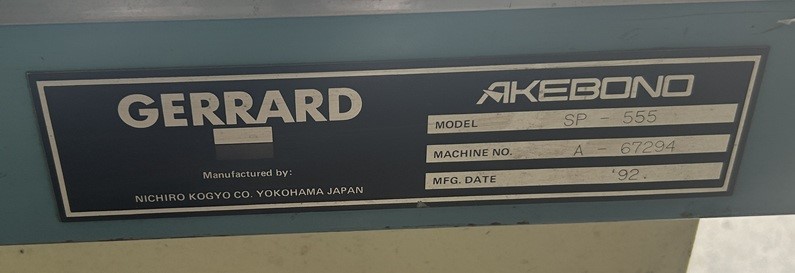 GERRARD
Manufactured by:
NICHIRO KOGYO CO. YOKOHAMA JAPAN
AKEBONO
MODEL SP - 555
MACHINE NO. A - 67294
MFG. DATE '92.